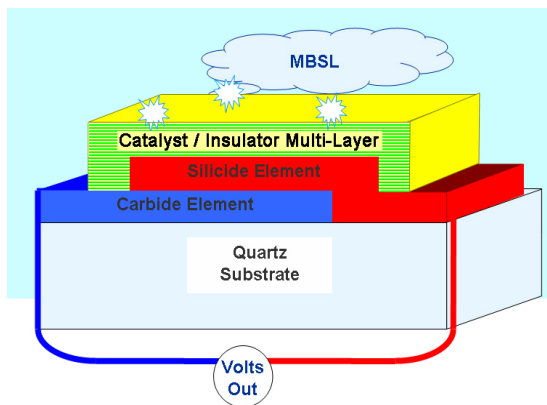 MBSL
Catalyst / Insulator Multi-Layer
Silicide Element
Carbide Element
Quartz
Substrate
Volts
Out